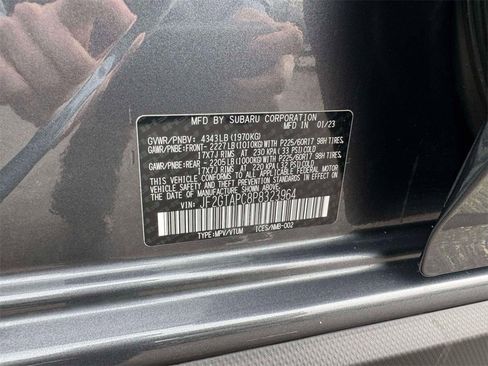 MFD BY SUBARU CORPORATION
MFD IN 01/23
GVWR/PNBV: 4343LB (1970KG)
GAWR/PNBE:FRONT- 2227LB (1010KG) WITH P225/60R17 98H TIRES,
17X7J RIMS AT 230 KPA (33 PSI) COLD
GAWR/PNBE:REAR - 2205LB (1000KG) WITH P225/60R17 98H TIRES,
17X7J RIMS AT 220 KPA (32 PSI) COLD
THIS VEHICLE CONFORMS TO ALL APPLICABLE FEDERAL
MOTOR VEHICLE SAFETY, BUMPER, AND THEFT PREVENTION
STANDARDS IN EFFECT ON THE DATE OF MANUFACTURE SHOWN ABOVE.
VIN: JF2GTAPC8P8323964
TYPE:MPV/VTUM ICES/NMB-002